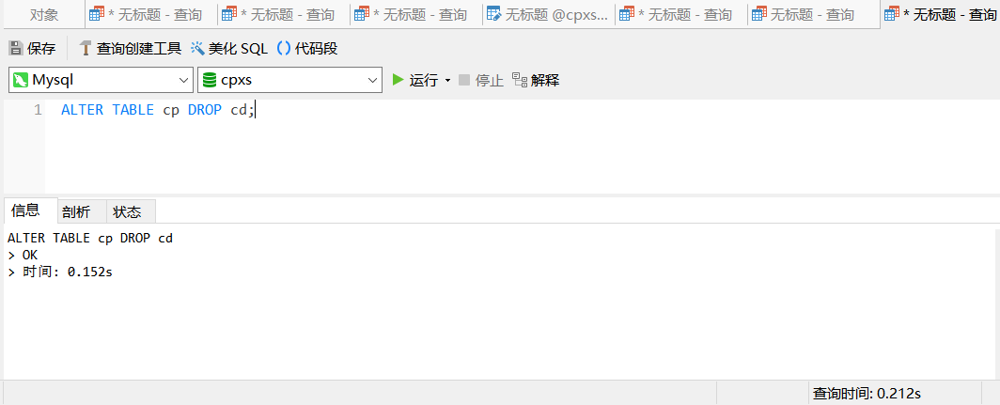 对象 * 无标题 - 查询 * 无标题 - 查询 * 无标题 - 查询 无标题 @cpxs... * 无标题 - 查询 无标题 - 查询 * 无标题 - 查询
保存 查询创建工具 美化 SQL () 代码段
Mysql cpxs 运行 停止 解释
1 ALTER TABLE cp DROP cd;
信息 剖析 状态
ALTER TABLE cp DROP cd
> OK
> 时间: 0.152s
查询时间: 0.212s